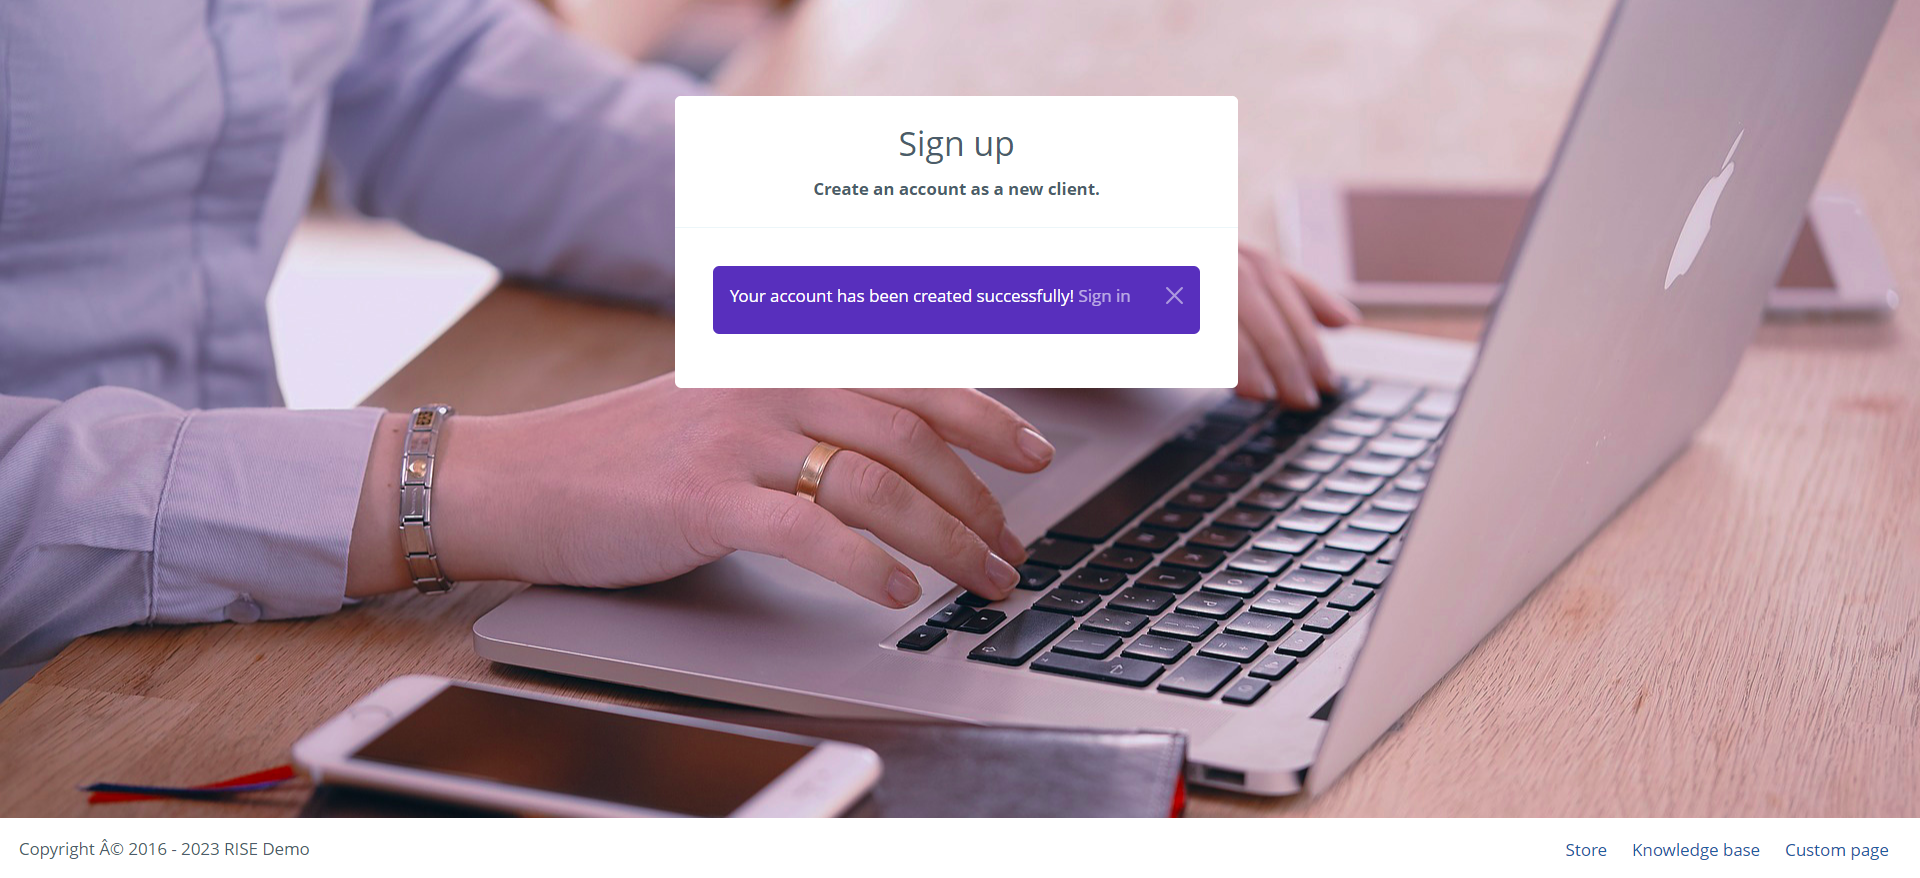 Sign up
Create an account as a new client.
Your account has been created successfully! Sign in
Copyright Â© 2016 - 2023 RISE Demo
Store Knowledge base Custom page